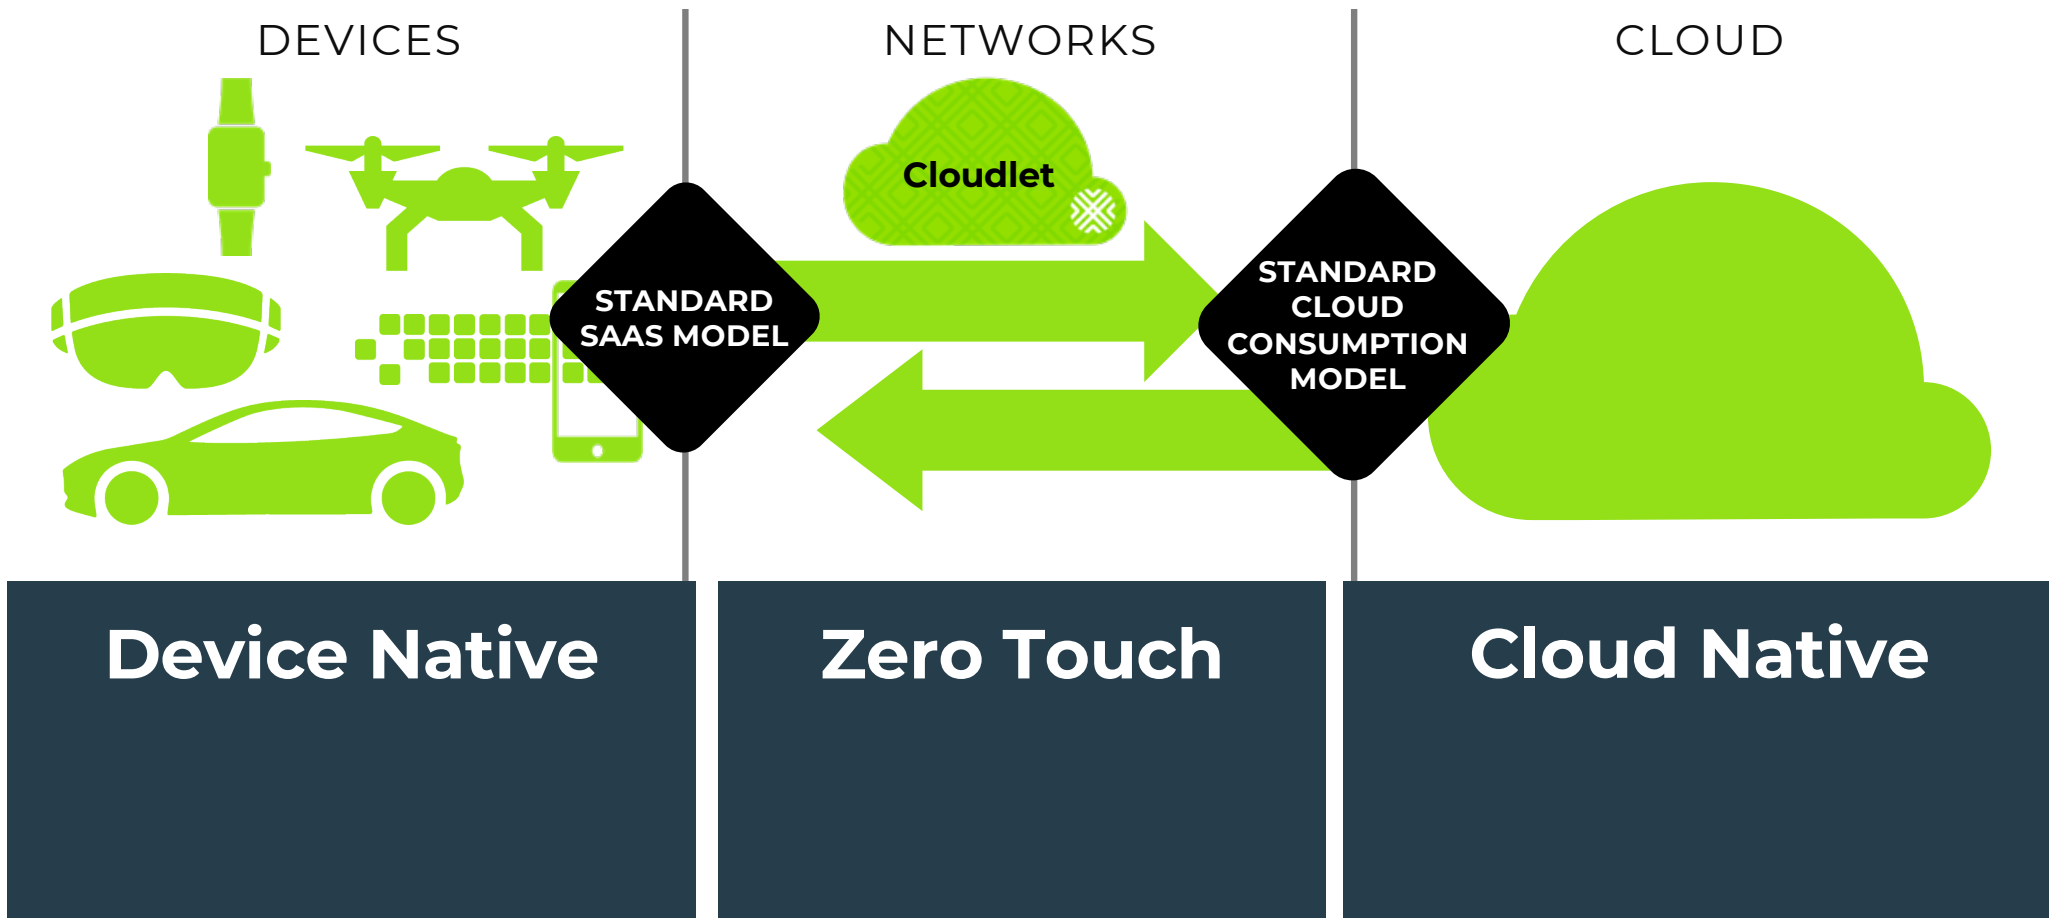 DEVICES
NETWORKS
CLOUD
Cloudlet
STANDARD
SAAS MODEL
STANDARD
CLOUD
CONSUMPTION
MODEL
Device Native
Zero Touch
Cloud Native